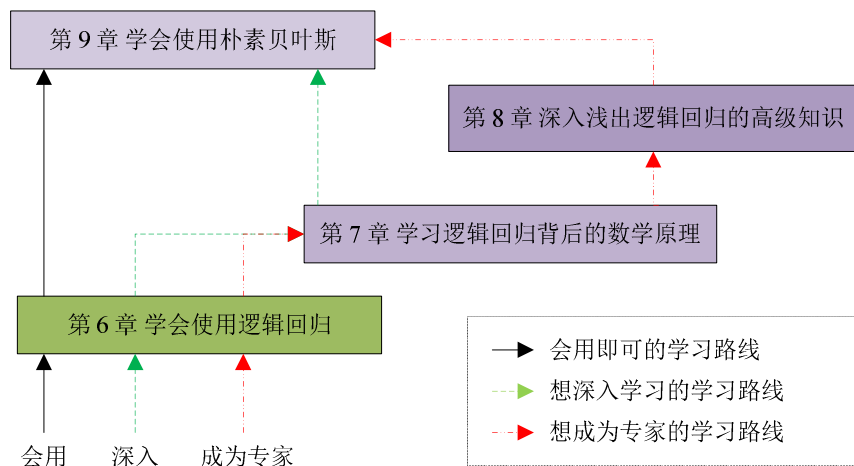 第 9 章 学会使用朴素贝叶斯
第 8 章 深入浅出逻辑回归的高级知识
第 7 章 学习逻辑回归背后的数学原理
第 6 章 学会使用逻辑回归
会用即可的学习路线
想深入学习的学习路线
想成为专家的学习路线
会用 深入 成为专家